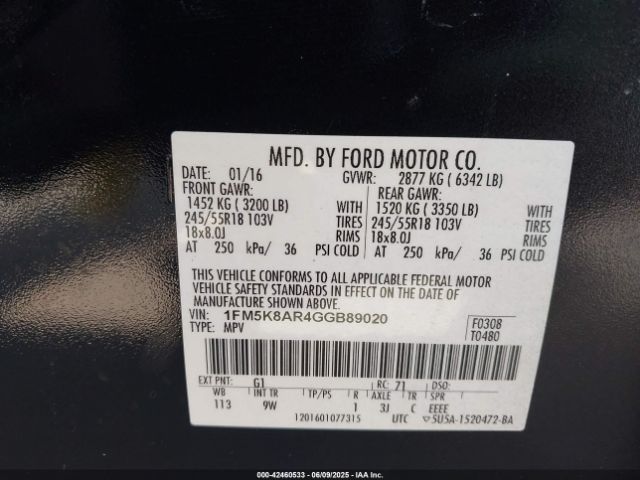 MFD. BY FORD MOTOR CO.
DATE: 01/16 GVWR: 2877 KG ( 6342 LB)
FRONT GAWR: REAR GAWR:
1452 KG ( 3200 LB) WITH 1520 KG ( 3350 LB) WITH
245/55R18 103V TIRES 245/55R18 103V TIRES
18x8.0J RIMS 18x8.0J RIMS
AT 250 kPa/ 36 PSI COLD AT 250 kPa/ 36 PSI COLD
THIS VEHICLE CONFORMS TO ALL APPLICABLE FEDERAL MOTOR
VEHICLE SAFETY STANDARDS IN EFFECT ON THE DATE OF
MANUFACTURE SHOWN ABOVE.
VIN: 1FM5K8AR4GGB89020
TYPE: MPV
F0308
T0480
EXT PNT: G1 RC: 71 DSO:
WB INT TR TP/PS R AXLE TR SPR
113 9W 1 3J C EEEE
1201601077315 UTC ▽5U5A-1520472-BA
000-42460533 - 06/09/2025 - IAAI.COM